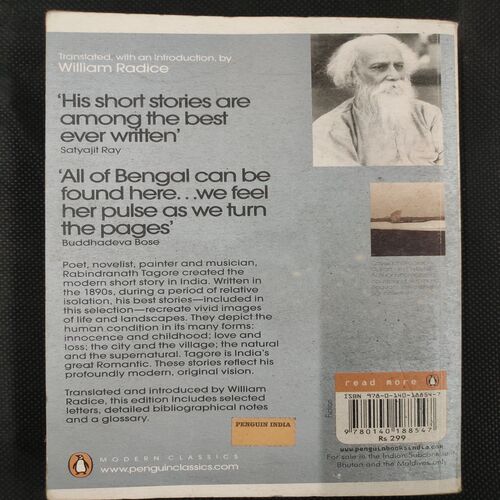 Translated, with an introduction, by
William Radice
‘His short stories are
among the best
ever written’
Satyajit Ray
‘All of Bengal can be
found here...we feel
her pulse as we turn
the pages’
Buddhadeva Bose
Poet, novelist, painter and musician,
Rabindranath Tagore created the
modern short story in India. Written in
the 1890s, during a period of relative
isolation, his best stories—included in
this selection—recreate vivid images
of life and landscapes. They depict the
human condition in its many forms:
innocence and childhood; love and
loss; the city and the village; the natural
and the supernatural. Tagore is India's
great Romantic. These stories reflect his
profoundly modern, original vision.
Translated and introduced by William
Radice, this edition includes selected
letters, detailed bibliographical notes
and a glossary.
PENGUIN INDIA
MODERN CLASSICS
www.penguinclassics.com
read more
Fiction
ISBN 978-0-140-18854-7
9 780140 188547
Rs 299
www.penguinbooksindia.com
For sale in the Indian Subcontinent,
Bhutan and the Maldives only